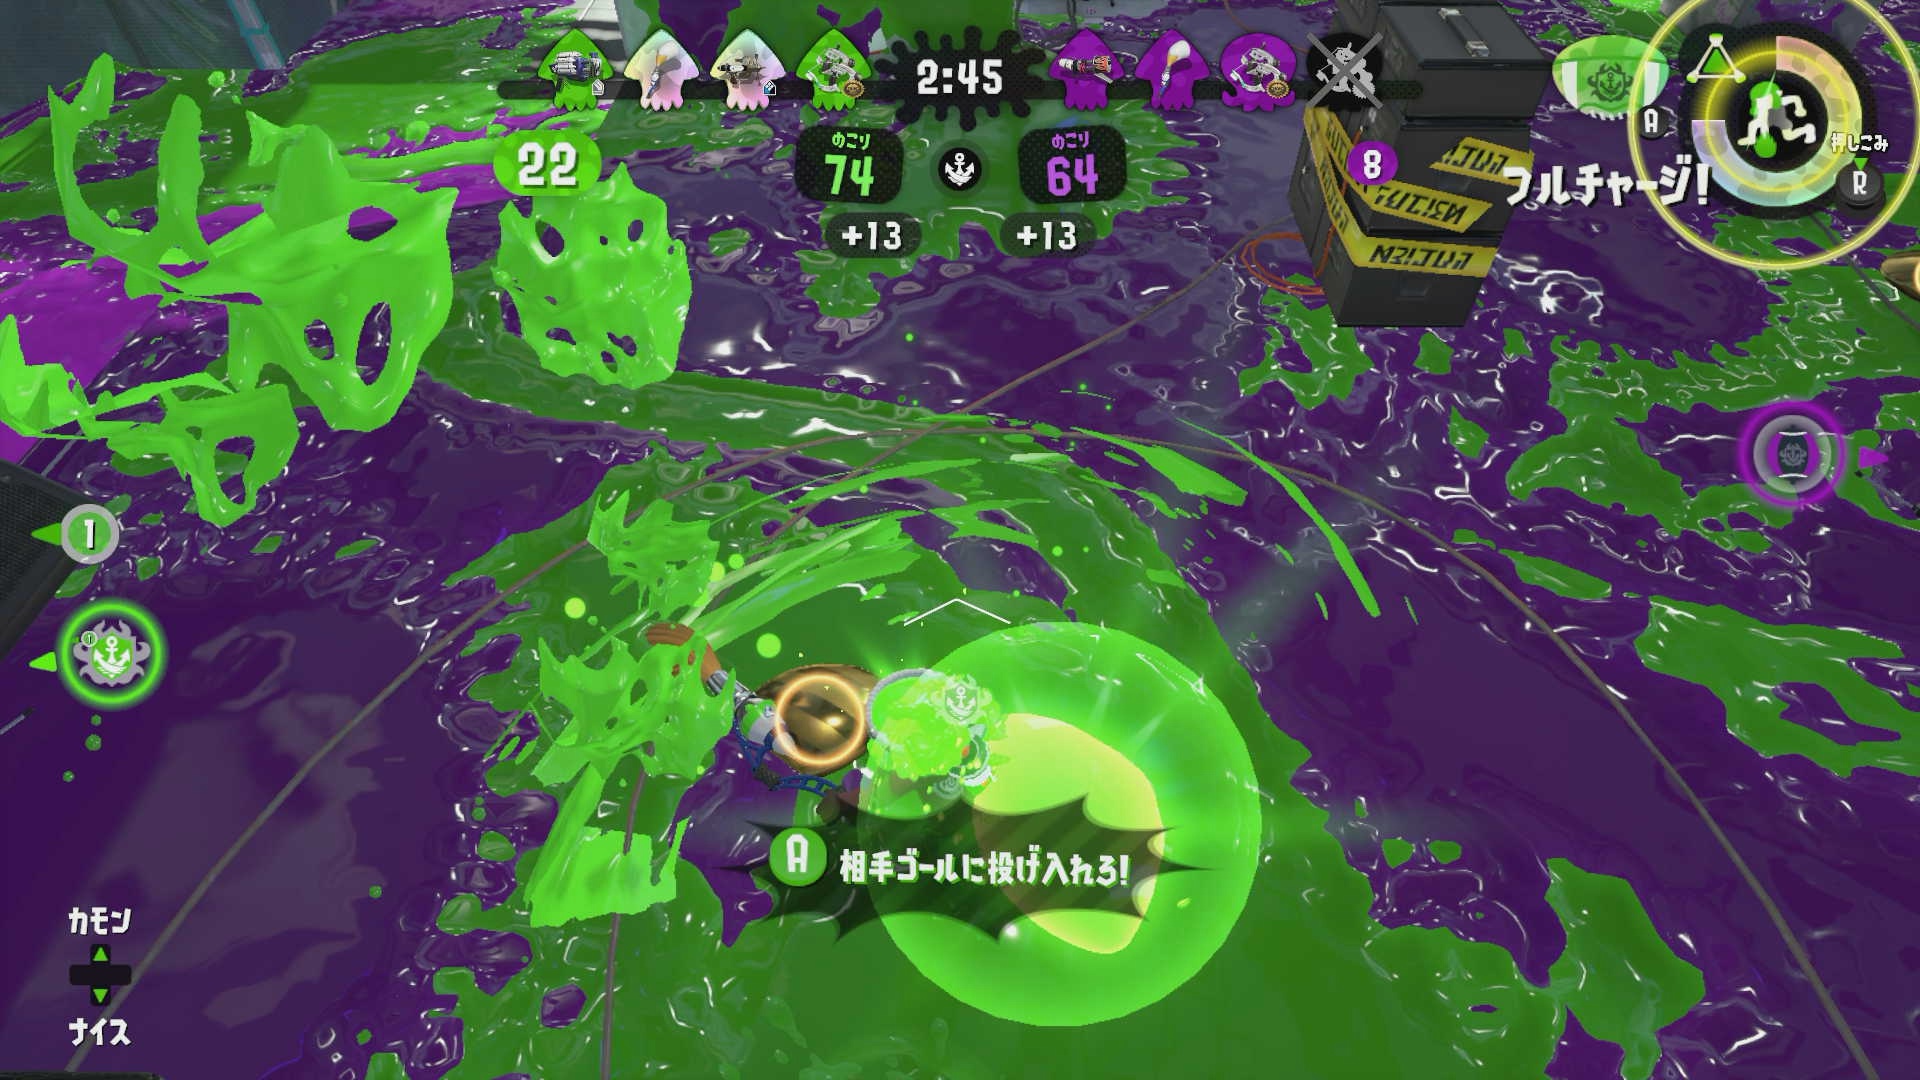 2:45
22
のこり
74
のこり
64
8
+13
+13
A
フルチャージ!
押しこみ
R
1
A
相手ゴールに投げ入れろ!
カモン
ナイス